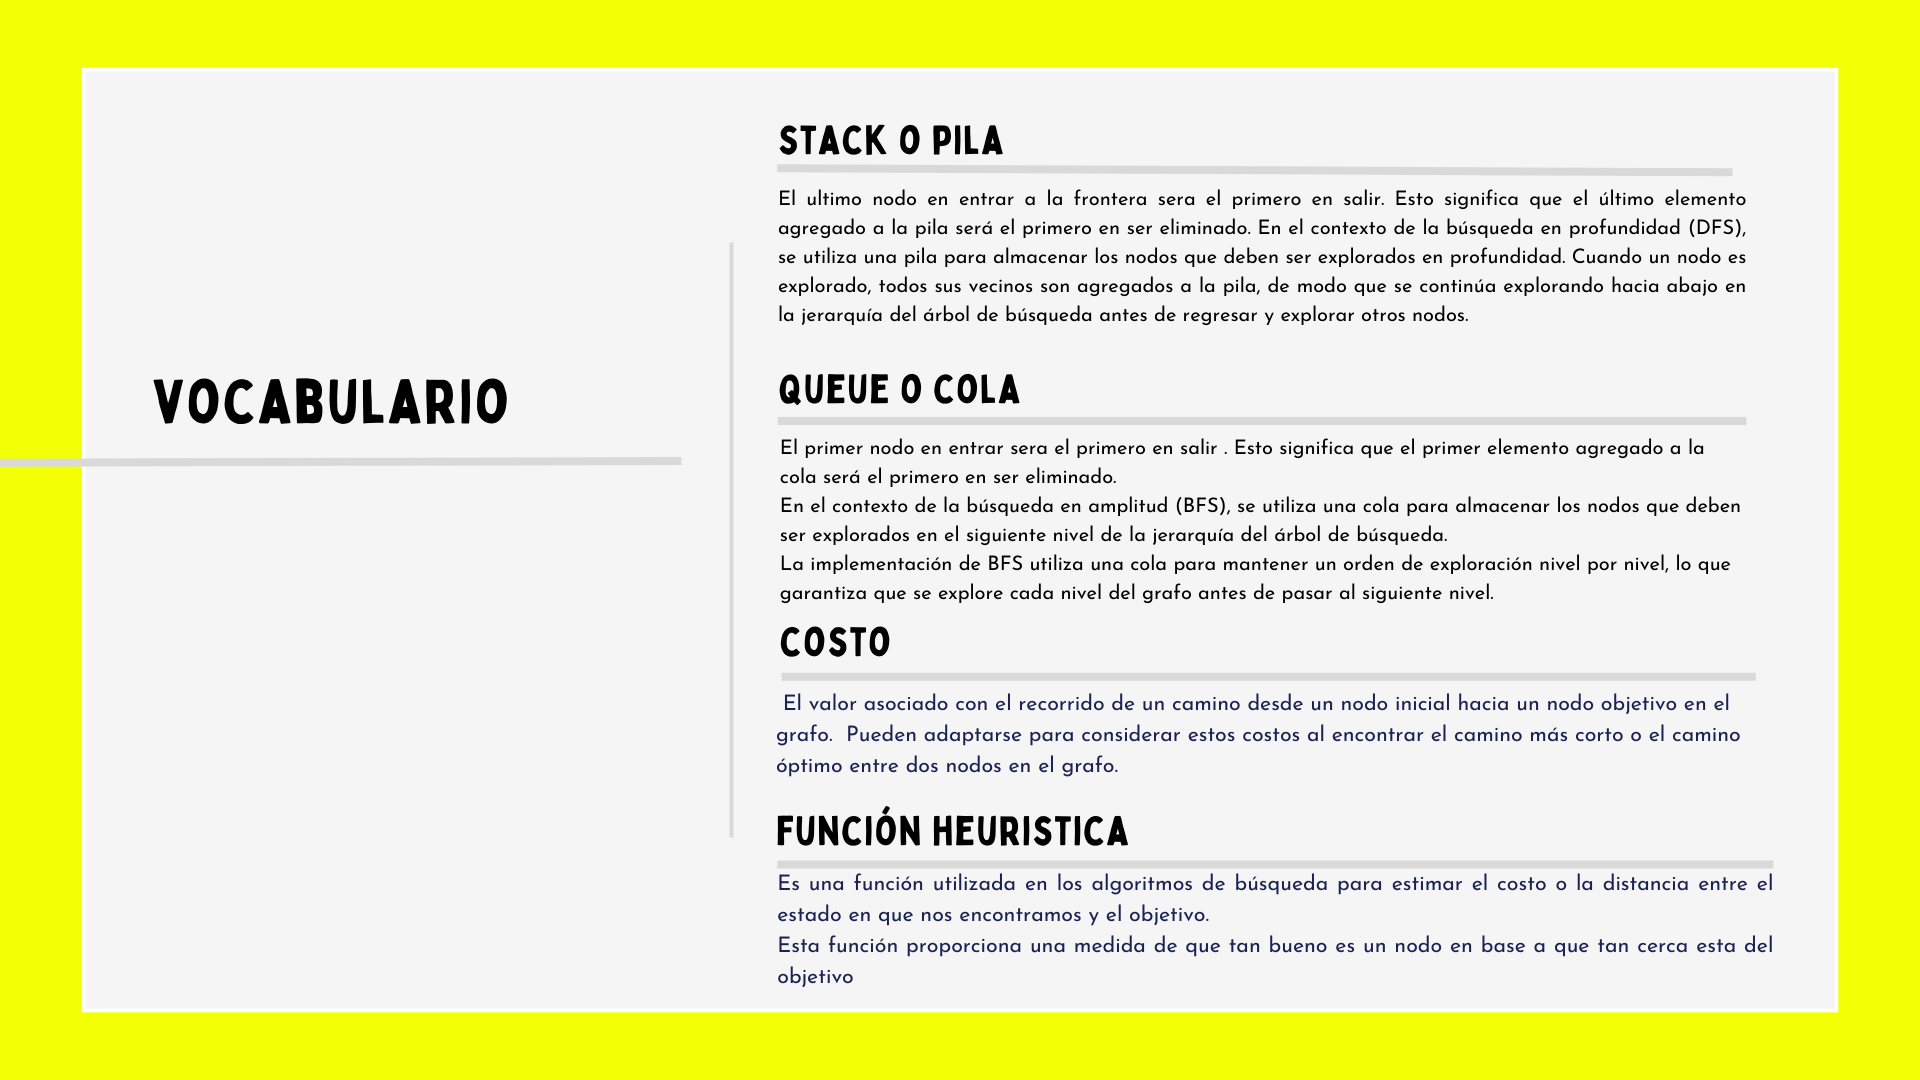 VOCABULARIO
STACK O PILA
El ultimo nodo en entrar a la frontera sera el primero en salir. Esto significa que el último elemento
agregado a la pila será el primero en ser eliminado. En el contexto de la búsqueda en profundidad (DFS),
se utiliza una pila para almacenar los nodos que deben ser explorados en profundidad. Cuando un nodo es
explorado, todos sus vecinos son agregados a la pila, de modo que se continúa explorando hacia abajo en
la jerarquía del árbol de búsqueda antes de regresar y explorar otros nodos.
QUEUE O COLA
El primer nodo en entrar sera el primero en salir . Esto significa que el primer elemento agregado a la
cola será el primero en ser eliminado.
En el contexto de la búsqueda en amplitud (BFS), se utiliza una cola para almacenar los nodos que deben
ser explorados en el siguiente nivel de la jerarquía del árbol de búsqueda.
La implementación de BFS utiliza una cola para mantener un orden de exploración nivel por nivel, lo que
garantiza que se explore cada nivel del grafo antes de pasar al siguiente nivel.
COSTO
El valor asociado con el recorrido de un camino desde un nodo inicial hacia un nodo objetivo en el
grafo.  Pueden adaptarse para considerar estos costos al encontrar el camino más corto o el camino
óptimo entre dos nodos en el grafo.
FUNCIÓN HEURISTICA
Es una función utilizada en los algoritmos de búsqueda para estimar el costo o la distancia entre el
estado en que nos encontramos y el objetivo.
Esta función proporciona una medida de que tan bueno es un nodo en base a que tan cerca esta del
objetivo